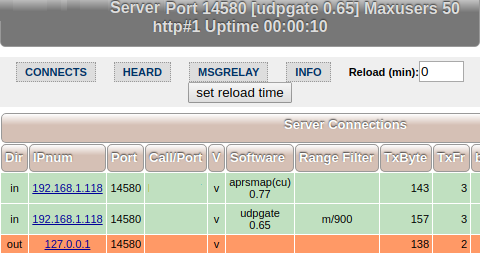 Server Port 14580 [udpgate 0.65] Maxusers 50
http#1 Uptime 00:00:10
CONNECTS HEARD MSGRELAY INFO Reload (min): 0
set reload time
Server Connections
Dir IPnum Port Call/Port V Software Range Filter TxByte TxFr
in 192.168.1.118 14580 v aprsmap(cu) 0.77 143 3
in 192.168.1.118 14580 v udpgate 0.65 m/900 157 3
out 127.0.0.1 14580 v 138 2